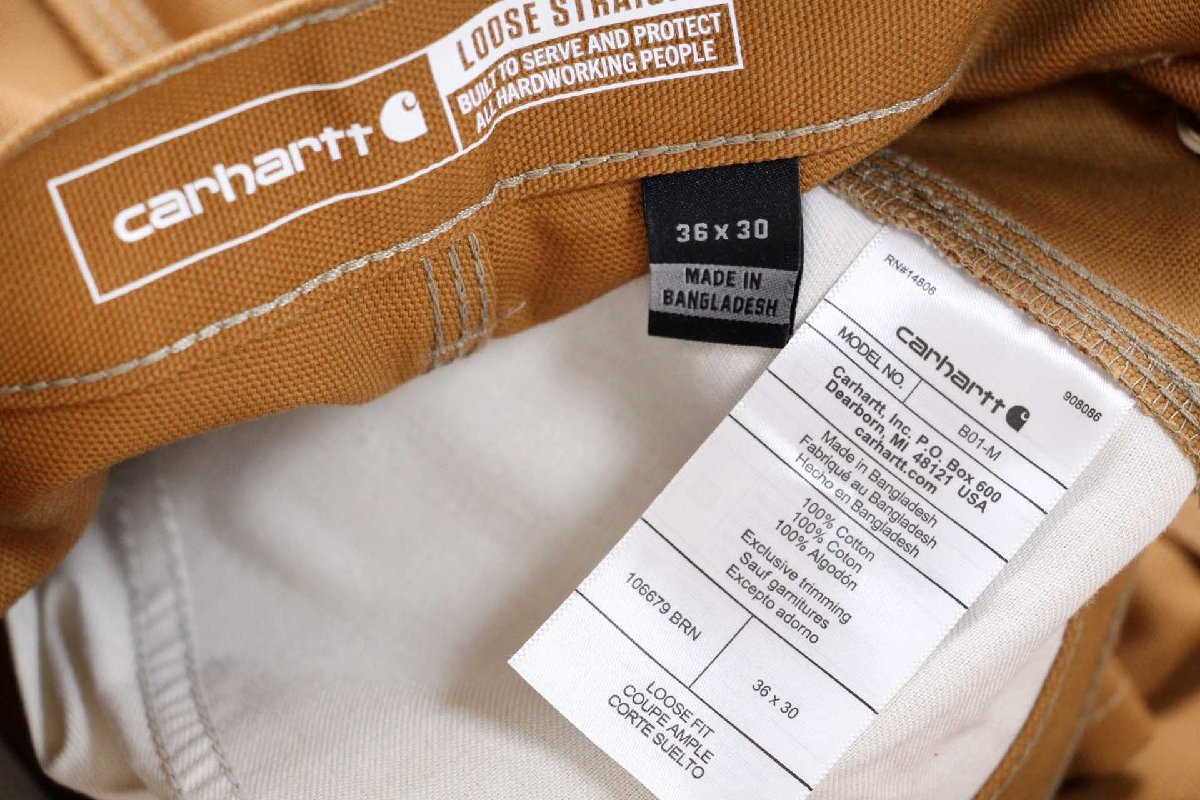 carhartt
LOOSE
BUILT TO SERVE AND PROTECT
ALL HARDWORKING PEOPLE
36 x 30
MADE IN
BANGLADESH
RN#14806
carhartt
908086
MODEL NO.
B01-M
Carhartt, Inc. P.O. Box 600
Dearborn, MI 48121 USA
carhartt.com
Made in Bangladesh
Fabriqué au Bangladesh
Hecho en Bangladesh
100% Cotton
100% Coton
100% Algodón
Exclusive trimming
Sauf garnitures
Excepto adorno
106679 BRN
36 x 30
LOOSE FIT
COUPE AMPLE
CORTE SUELTO